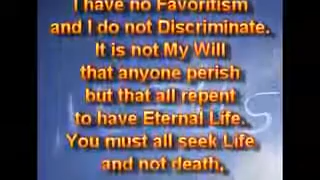 I have no Favoritism
and I do not Discriminate.
It is not My Will
that anyone perish
but that all repent
to have Eternal Life.
You must all seek Life
and not death,